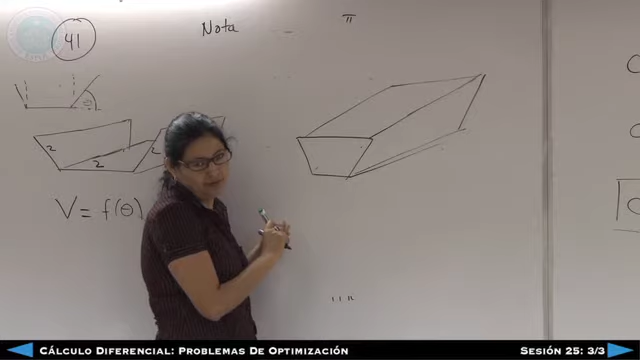 41
Nota
π
θ
2
2
2
V = f(θ)
CÁLCULO DIFERENCIAL: PROBLEMAS DE OPTIMIZACIÓN
SESIÓN 25: 3/3